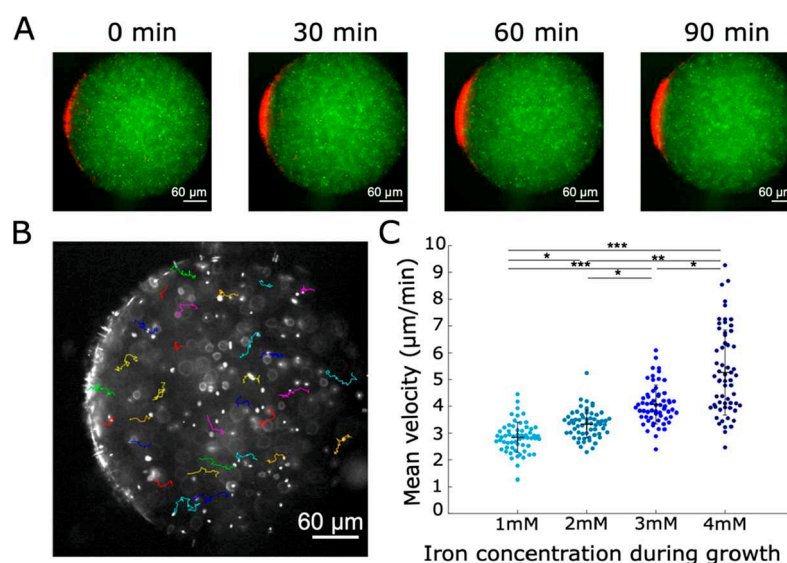 A
0 min 30 min 60 min 90 min
60 µm 60 µm 60 µm 60 µm
B
60 µm
C
Mean velocity (µm/min)
10
9
8
7
6
5
4
3
2
1
0
***
* **
*** *
*
1mM 2mM 3mM 4mM
Iron concentration during growth